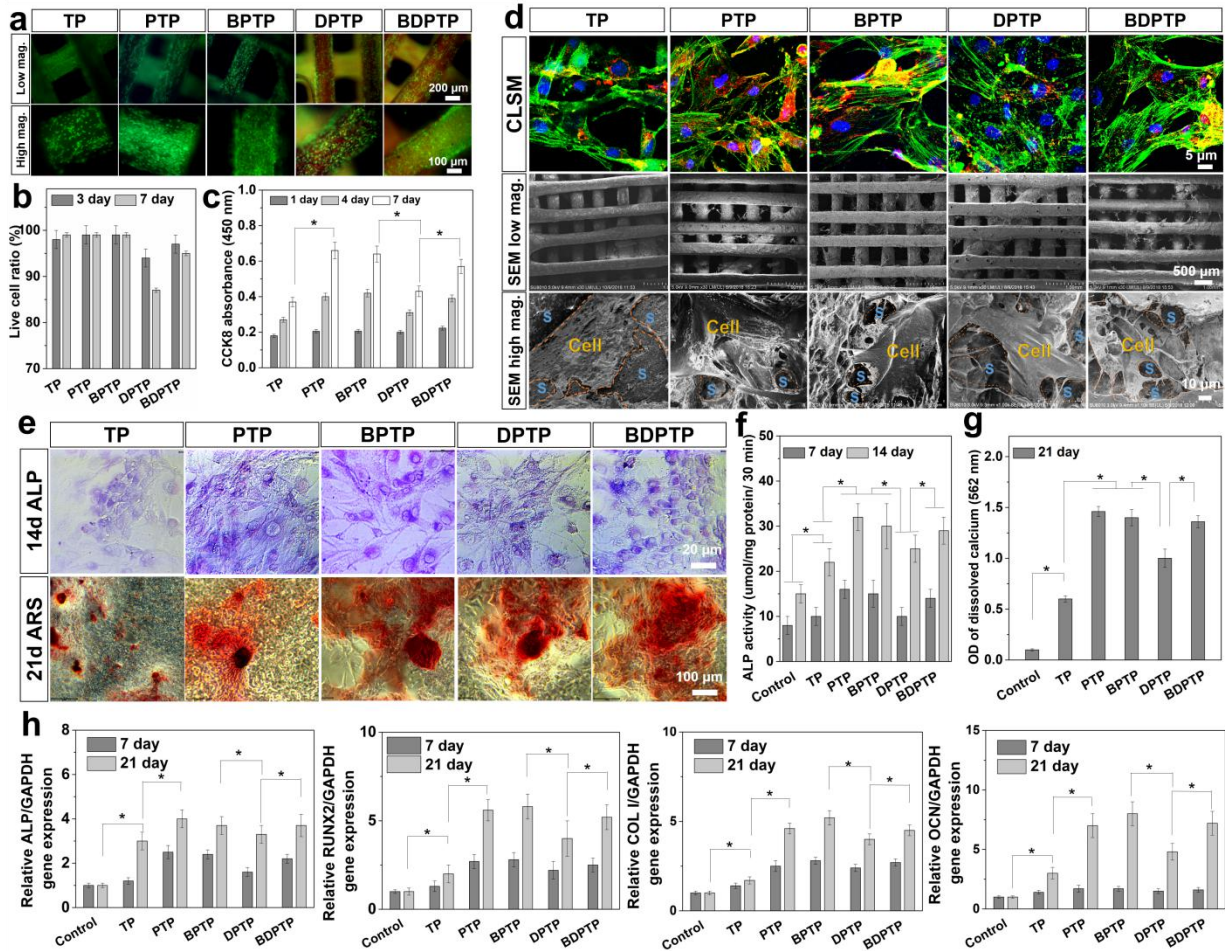 a
TP PTP BPTP DPTP BDPTP
Low mag.
200 µm
High mag.
100 µm
b
3 day 7 day
Live cell ratio (%)
100
90
80
70
TP PTP BPTP DPTP BDPTP
c
1 day 4 day 7 day
CCK8 absorbance (450 nm)
1.0
0.8
0.6
0.4
0.2
0.0
* * *
TP PTP BPTP DPTP BDPTP
d
TP PTP BPTP DPTP BDPTP
CLSM
5 µm
SEM low mag.
500 µm
SEM high mag.
S S Cell S S
Cell S S
S Cell S S
Cell S S S
S Cell S S
10 µm
e
TP PTP BPTP DPTP BDPTP
14d ALP
20 µm
21d ARS
100 µm
f
7 day 14 day
ALP activity (umol/mg protein/ 30 min)
50
40
30
20
10
0
* * * *
Control TP PTP BPTP DPTP BDPTP
g
21 day
OD of dissolved calcium (562 nm)
2.0
1.5
1.0
0.5
0.0
* * * *
Control TP PTP BPTP DPTP BDPTP
h
7 day
21 day
Relative ALP/GAPDH
gene expression
8
6
4
2
0
* * * *
Control TP PTP BPTP DPTP BDPTP
7 day
21 day
Relative RUNX2/GAPDH
gene expression
10
5
0
* * * *
Control TP PTP BPTP DPTP BDPTP
7 day
21 day
Relative COL I/GAPDH
gene expression
10
5
0
* * * *
Control TP PTP BPTP DPTP BDPTP
7 day
21 day
Relative OCN/GAPDH
gene expression
10
5
0
* * * *
Control TP PTP BPTP DPTP BDPTP